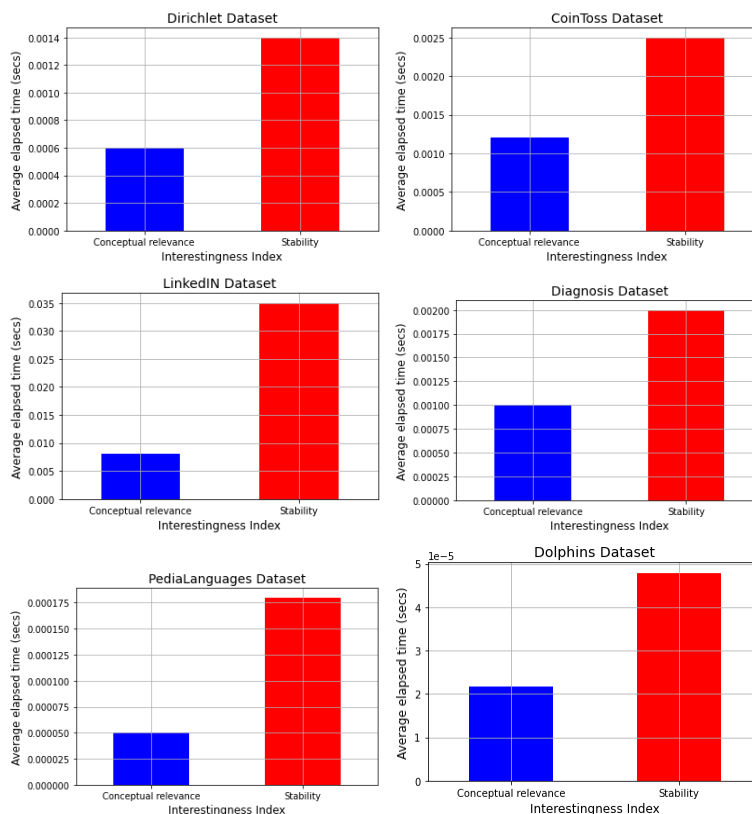 Dirichlet Dataset
Average elapsed time (secs)
0.0014
0.0012
0.0010
0.0008
0.0006
0.0004
0.0002
0.0000
Conceptual relevance Stability
Interestingness Index
CoinToss Dataset
Average elapsed time (secs)
0.0025
0.0020
0.0015
0.0010
0.0005
0.0000
Conceptual relevance Stability
Interestingness Index
LinkedIN Dataset
Average elapsed time (secs)
0.035
0.030
0.025
0.020
0.010
0.005
0.000
Conceptual relevance Stability
Interestingness Index
Diagnosis Dataset
Average elapsed time (secs)
0.00200
0.00175
0.00150
0.00125
0.00100
0.00075
0.00050
0.00025
0.00000
Conceptual relevance Stability
Interestingness Index
PediaLanguages Dataset
Average elapsed time (secs)
0.000175
0.000150
0.000125
0.000100
0.000075
0.000050
0.000025
0.000000
Conceptual relevance Stability
Interestingness Index
Dolphins Dataset
1e−5
Average elapsed time (secs)
5
4
3
2
1
0
Conceptual relevance Stability
Interestingness Index